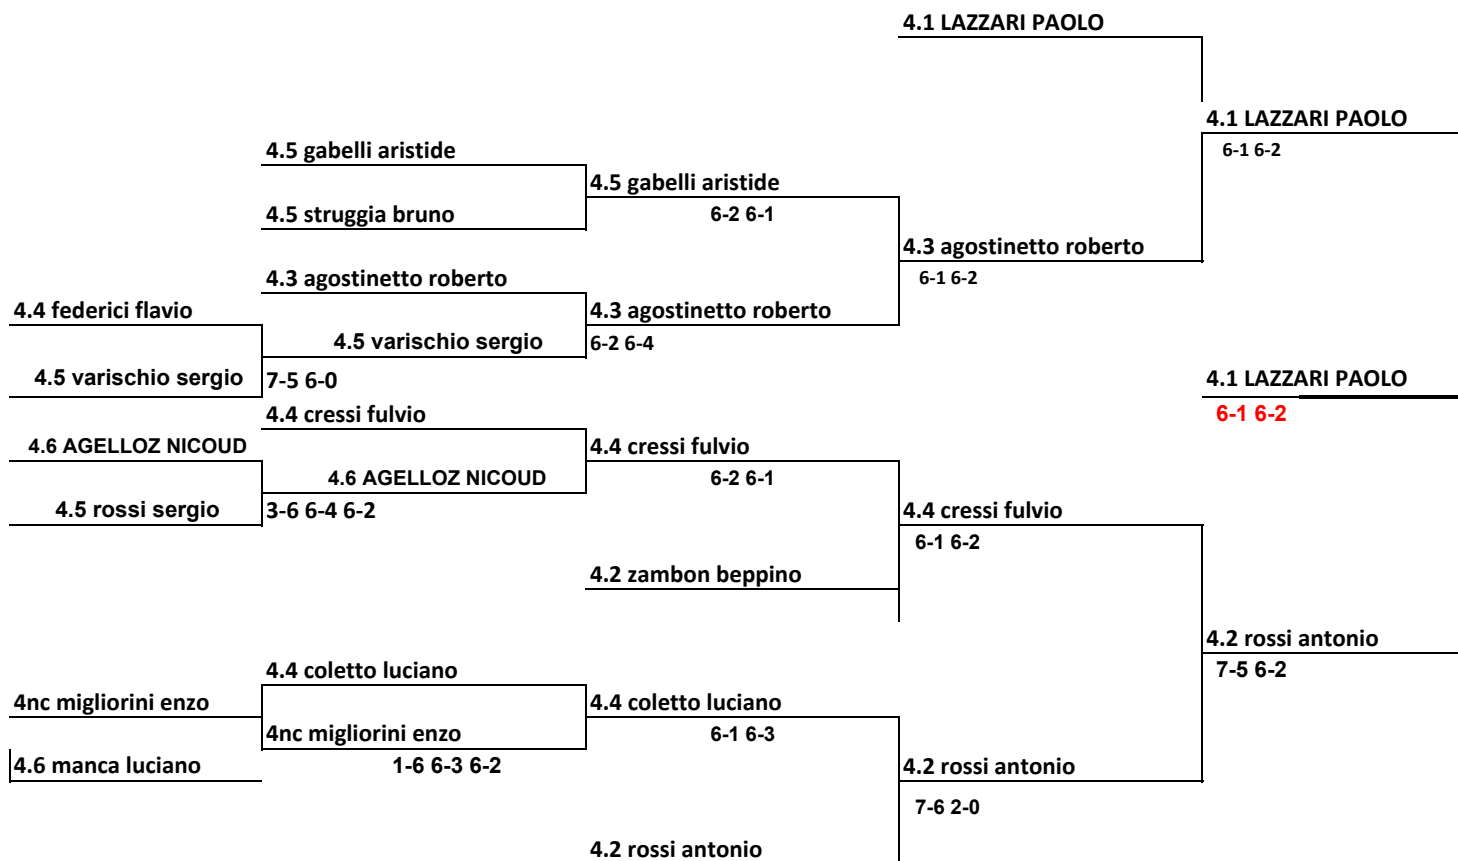 4.1 LAZZARI PAOLO
4.1 LAZZARI PAOLO
6-1 6-2
4.5 gabelli aristide
4.5 gabelli aristide
6-2 6-1
4.5 struggia bruno
4.3 agostinetto roberto
6-1 6-2
4.3 agostinetto roberto
4.4 federici flavio
4.3 agostinetto roberto
4.5 varischio sergio
6-2 6-4
4.5 varischio sergio
7-5 6-0
4.1 LAZZARI PAOLO
6-1 6-2
4.4 cressi fulvio
4.6 AGELLOZ NICOUD
4.4 cressi fulvio
4.6 AGELLOZ NICOUD
6-2 6-1
4.5 rossi sergio
3-6 6-4 6-2
4.4 cressi fulvio
6-1 6-2
4.2 zambon beppino
4.2 rossi antonio
7-5 6-2
4.4 coletto luciano
4nc migliorini enzo
4.4 coletto luciano
4nc migliorini enzo
6-1 6-3
4.6 manca luciano
1-6 6-3 6-2
4.2 rossi antonio
7-6 2-0
4.2 rossi antonio